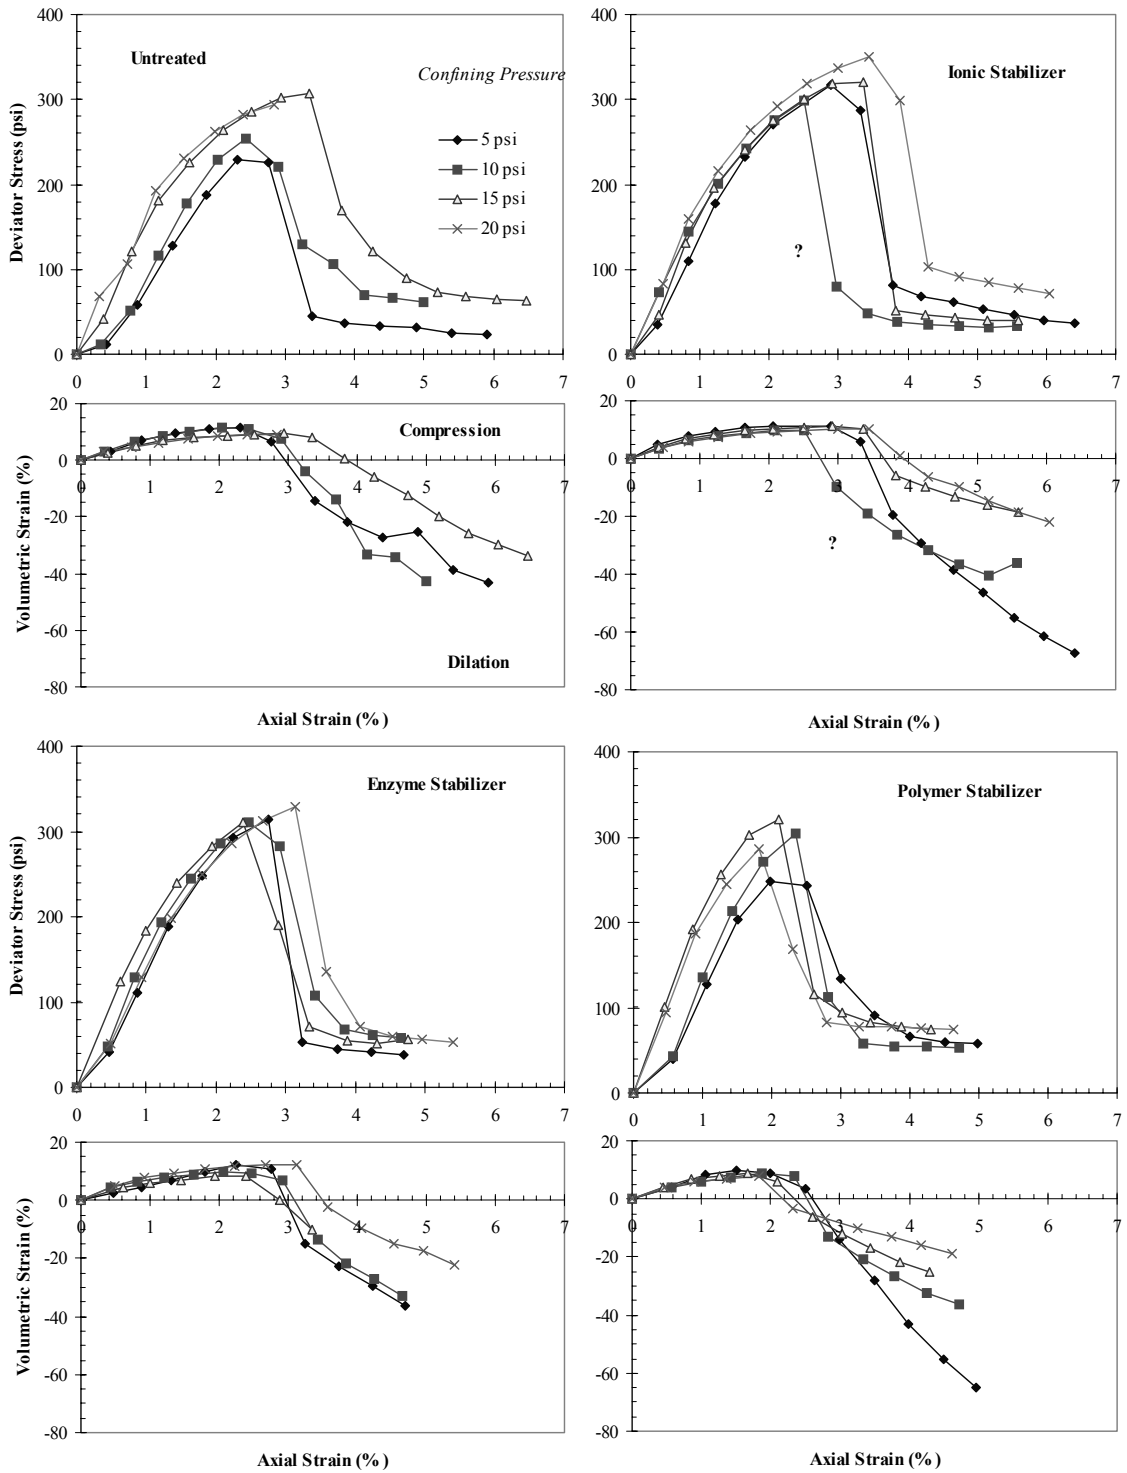 400
300
200
100
0
Deviator Stress (psi)
Untreated
Confining Pressure
5 psi
10 psi
15 psi
20 psi
0 1 2 3 4 5 6 7
400
300
200
100
0
Ionic Stabilizer
?
0 1 2 3 4 5 6 7
20
0
-20
-40
-60
-80
Volumetric Strain (%)
Compression
0 1 2 3 4 5 6 7
Dilation
Axial Strain (%)
20
0
-20
-40
-60
-80
0 1 2 3 4 5 6 7
?
Axial Strain (%)
400
300
200
100
0
Deviator Stress (psi)
Enzyme Stabilizer
0 1 2 3 4 5 6 7
400
300
200
100
0
Polymer Stabilizer
0 1 2 3 4 5 6 7
20
0
-20
-40
-60
-80
Volumetric Strain (%)
0 1 2 3 4 5 6 7
Axial Strain (%)
20
0
-20
-40
-60
-80
0 1 2 3 4 5 6 7
Axial Strain (%)